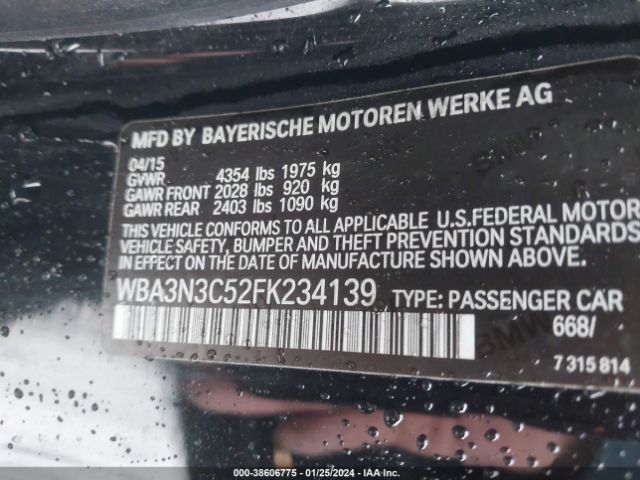 MFD BY BAYERISCHE MOTOREN WERKE AG
04/15
GVWR 4354 lbs 1975 kg
GAWR FRONT 2028 lbs 920 kg
GAWR REAR 2403 lbs 1090 kg
THIS VEHICLE CONFORMS TO ALL APPLICABLE U.S.FEDERAL MOTOR
VEHICLE SAFETY, BUMPER AND THEFT PREVENTION STANDARDS
IN EFFECT ON THE DATE OF MANUFACTURE SHOWN ABOVE.
WBA3N3C52FK234139 TYPE: PASSENGER CAR
668/
7 315 814
000-38606775 — 01/25/2024 — IAA Inc.